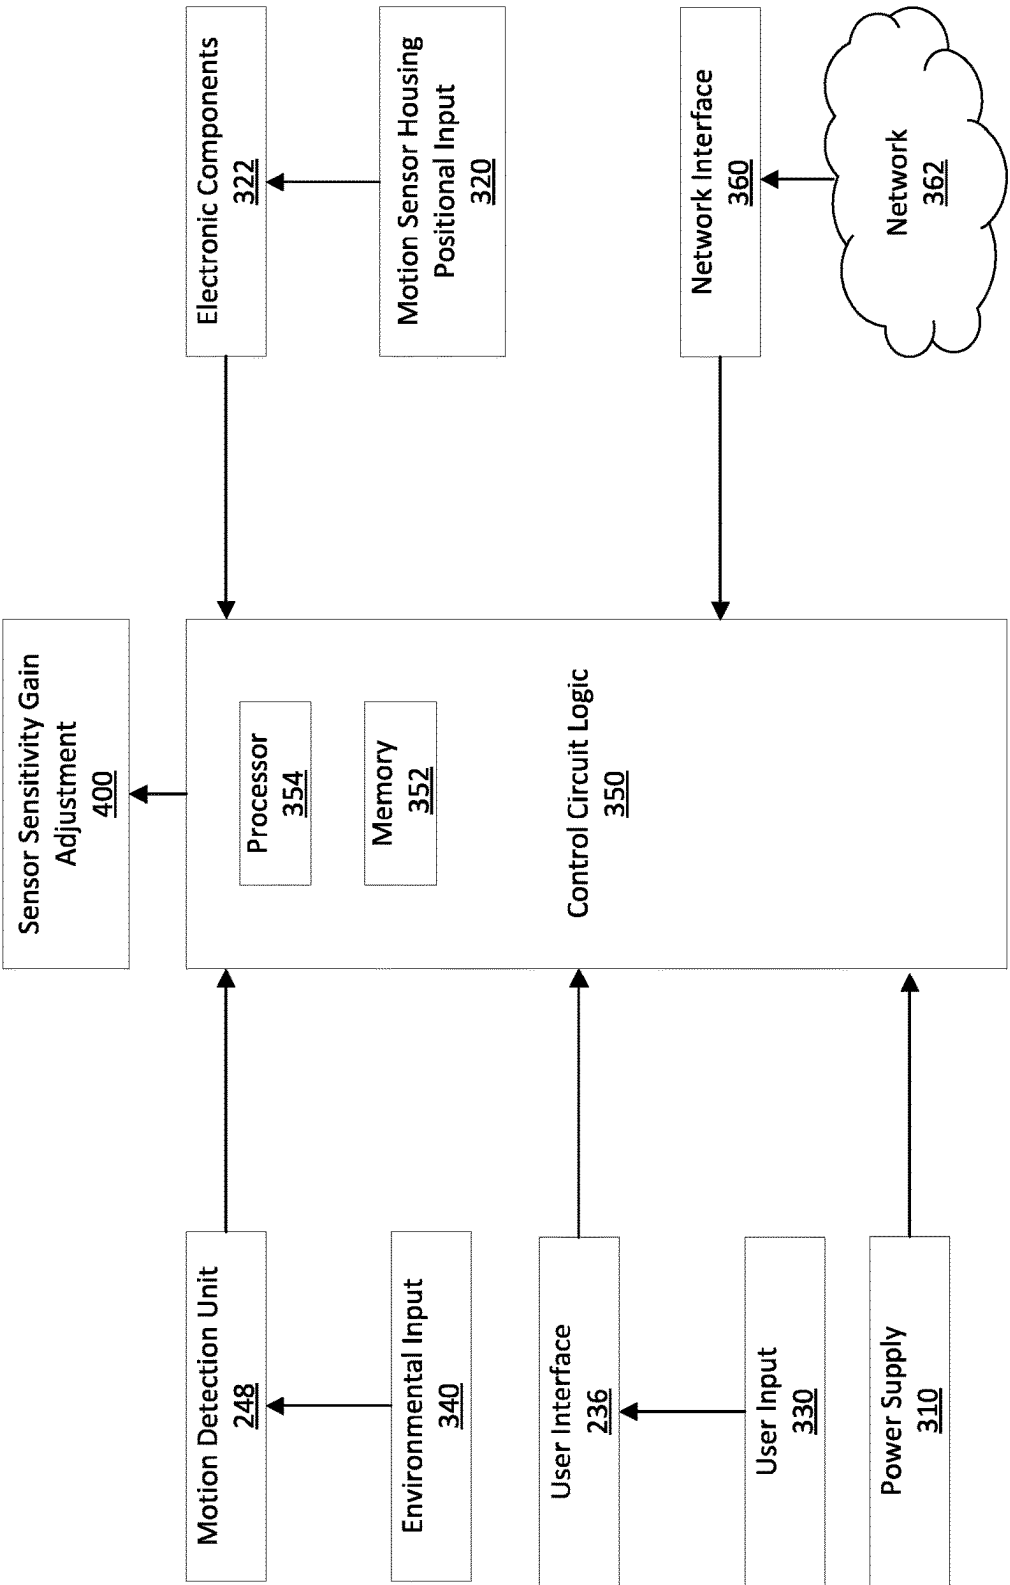 Motion Detection Unit
248
Environmental Input
340
User Interface
236
User Input
330
Power Supply
310
Sensor Sensitivity Gain
Adjustment
400
Processor
354
Memory
352
Control Circuit Logic
350
Electronic Components
322
Motion Sensor Housing
Positional Input
320
Network Interface
360
Network
362